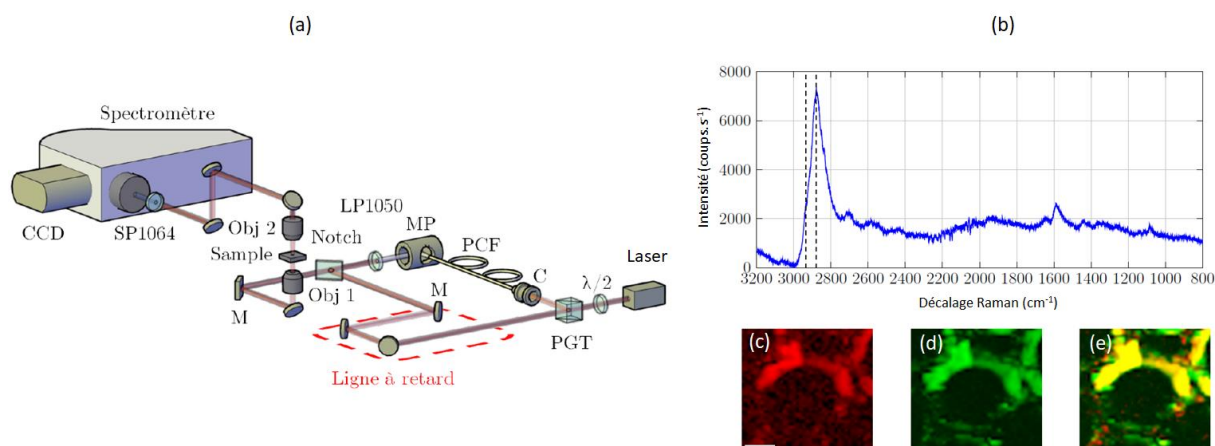 (a)
Spectromètre
CCD
SP1064
Obj 2
Sample
Notch
LP1050
MP
PCF
C
Laser
λ/2
M
Obj 1
M
PGT
Ligne à retard
(b)
Intensité (coups.s⁻¹)
8000
6000
4000
2000
0
3200 3000 2800 2600 2400 2200 2000 1800 1600 1400 1200 1000 800
Décalage Raman (cm⁻¹)
(c)
(d)
(e)